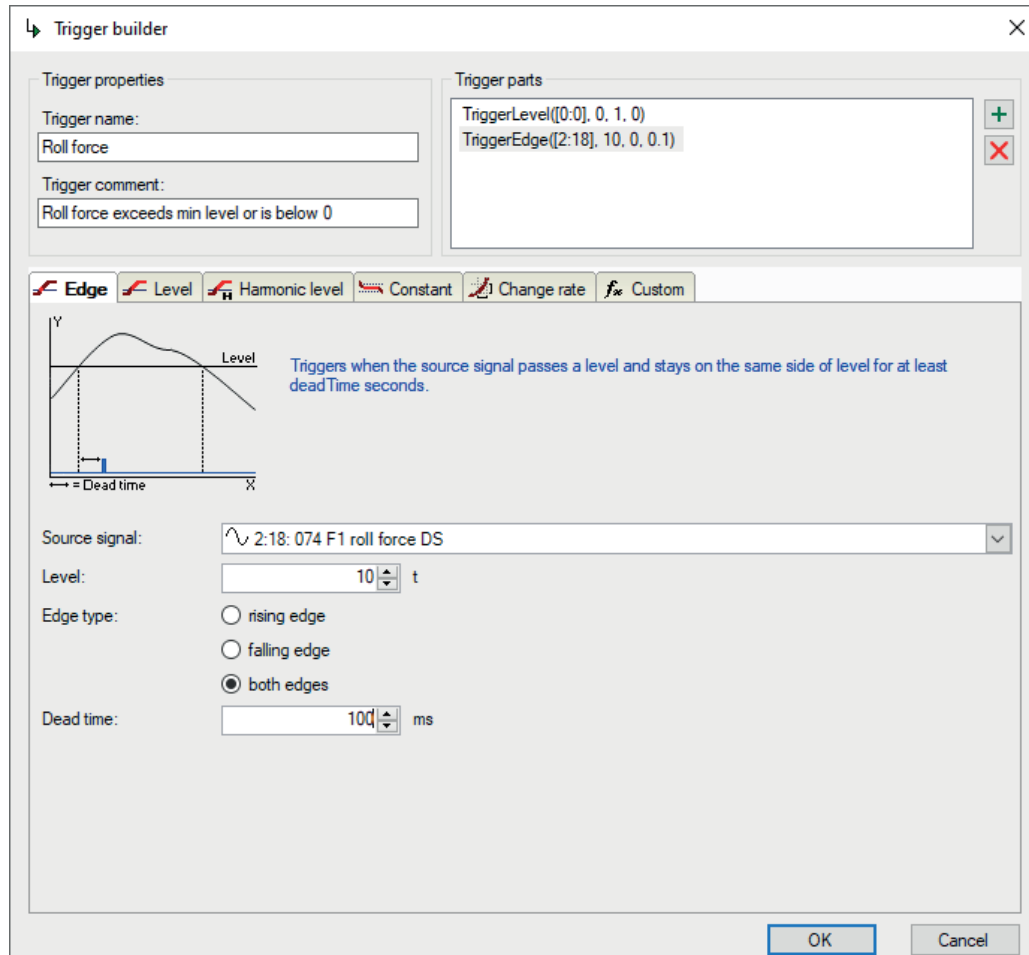 Trigger builder
Trigger properties
Trigger name:
Roll force
Trigger comment:
Roll force exceeds min level or is below 0
Trigger parts
TriggerLevel([0:0], 0, 1, 0)
TriggerEdge([2:18], 10, 0, 0.1)
Edge
Level
H Harmonic level
Constant
Change rate
fx Custom
Y
Level
= Dead time
X
Triggers when the source signal passes a level and stays on the same side of level for at least
deadTime seconds.
Source signal:
2:18: 074 F1 roll force DS
Level:
10
t
Edge type:
rising edge
falling edge
both edges
Dead time:
100
ms
OK
Cancel